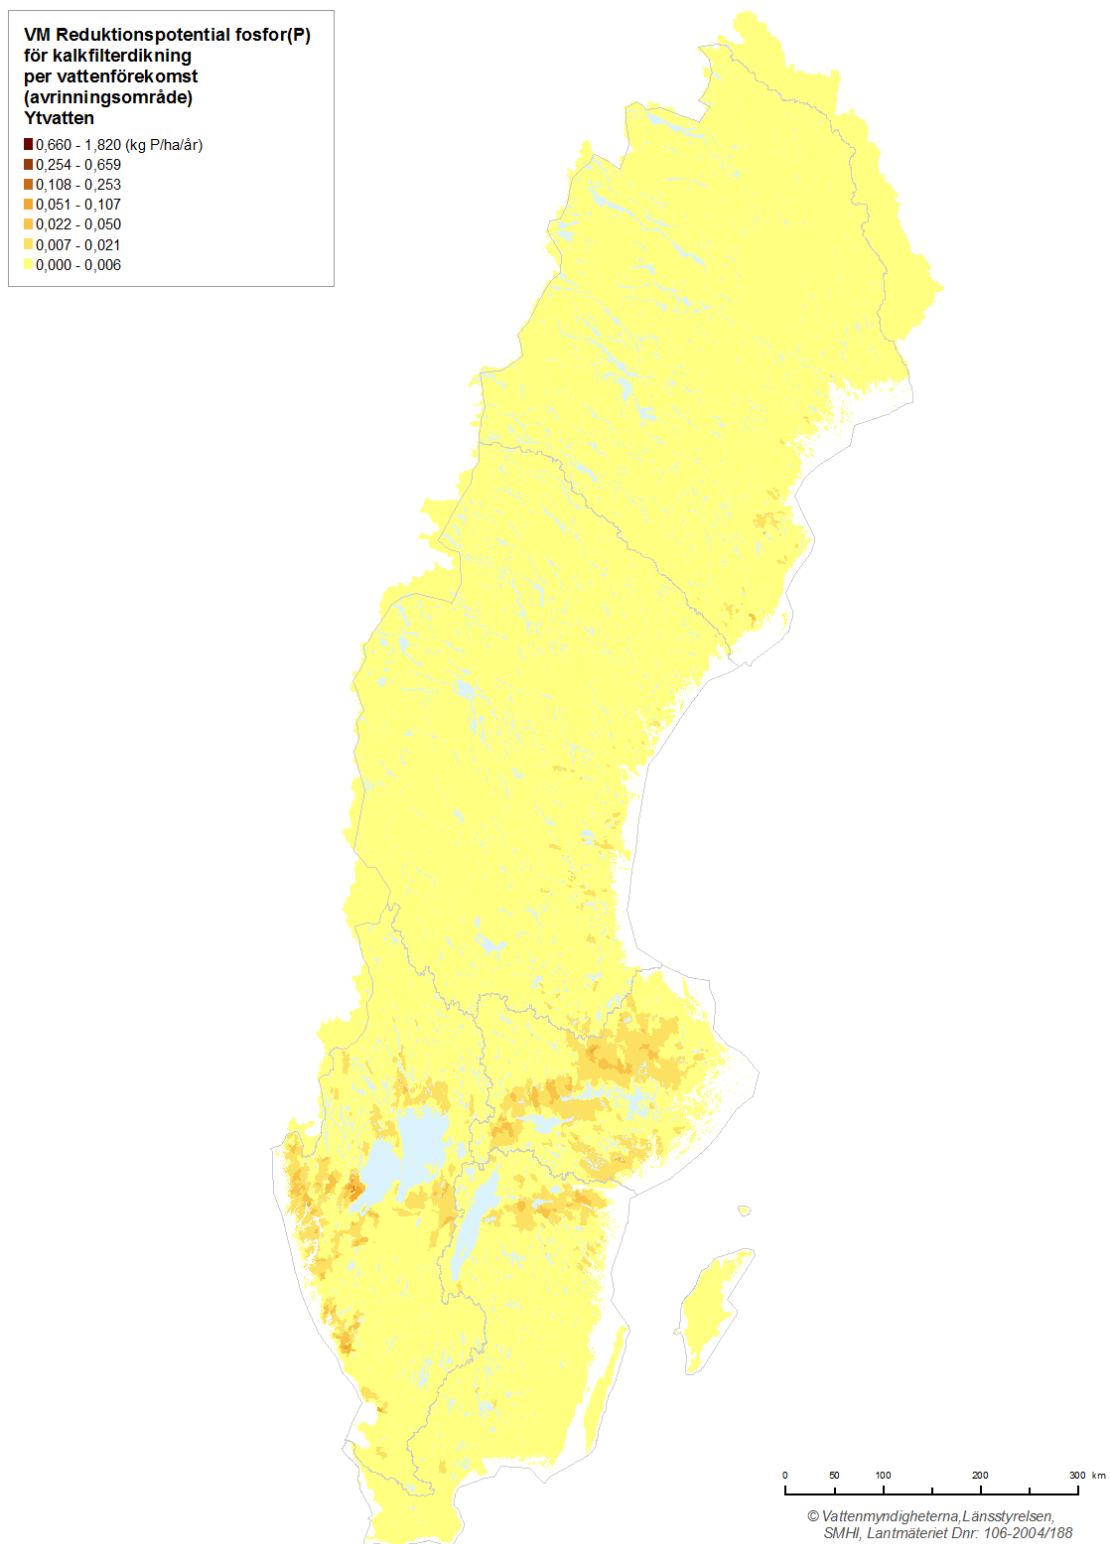 VM Reduktionspotential fosfor(P)
för kalkfilterdikning
per vattenförekomst
(avrinningsområde)
Ytvatten
0,660 - 1,820 (kg P/ha/år)
0,254 - 0,659
0,108 - 0,253
0,051 - 0,107
0,022 - 0,050
0,007 - 0,021
0,000 - 0,006
0 50 100 200 300 km
© Vattenmyndigheterna,Länsstyrelsen,
SMHI, Lantmäteriet Dnr: 106-2004/188